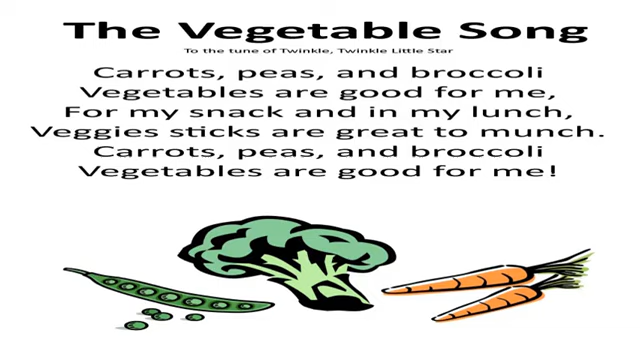 The Vegetable Song
To the tune of Twinkle, Twinkle Little Star
Carrots, peas, and broccoli
Vegetables are good for me,
For my snack and in my lunch,
Veggies sticks are great to munch.
Carrots, peas, and broccoli
Vegetables are good for me!